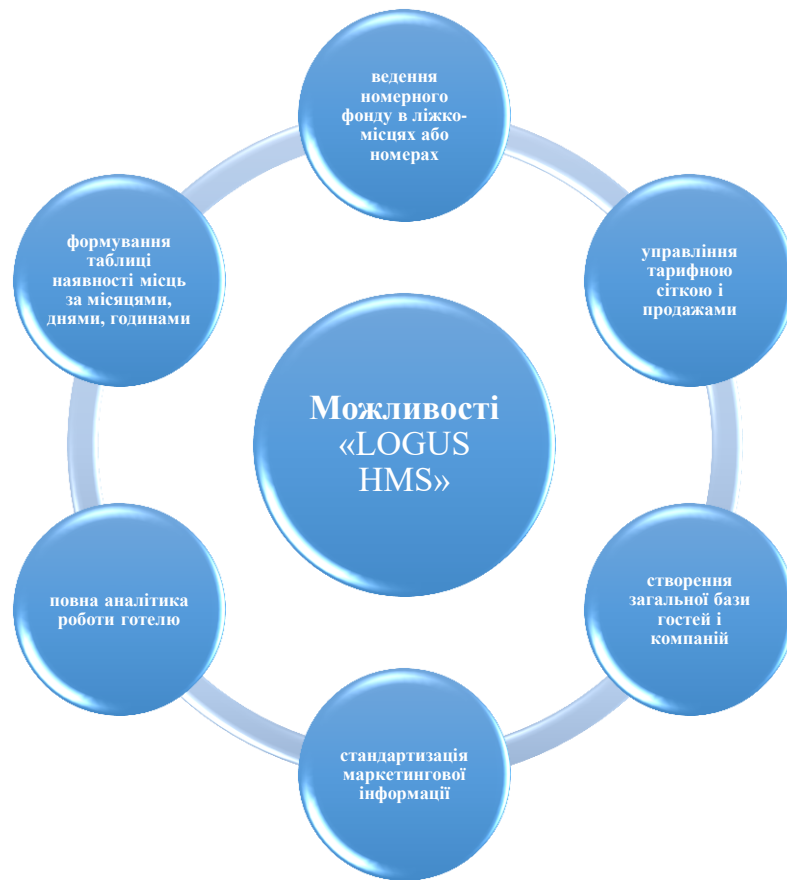 ведення
номерного
фонду в ліжко-
місцях або
номерах
управління
тарифною
сіткою і
продажами
створення
загальної бази
гостей і
компаній
стандартизація
маркетингової
інформації
повна аналітика
роботи готелю
формування
таблиці
наявності місць
за місяцями,
днями, годинами
Можливості
«LOGUS
HMS»